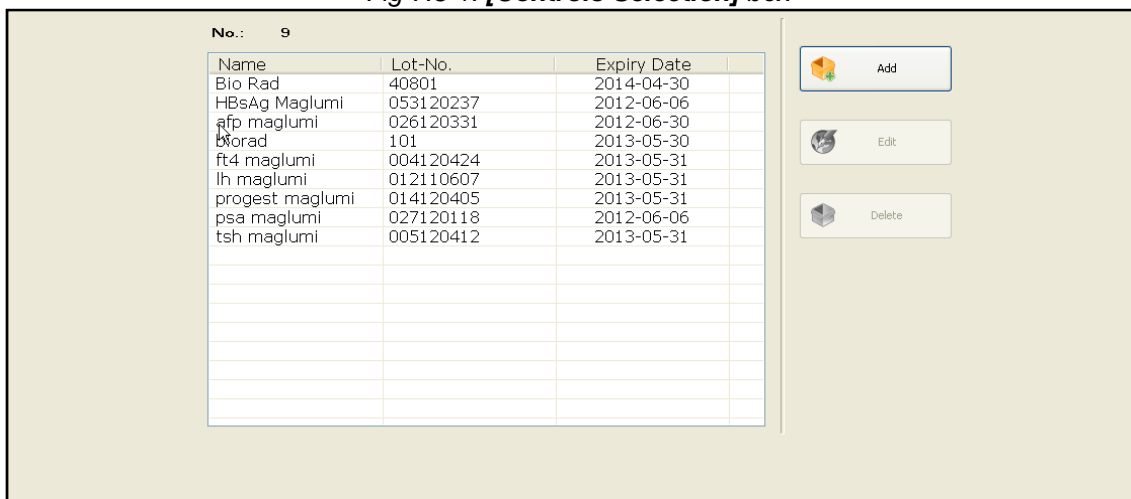 [Controls Selection]
No.: 9
Name Lot-No. Expiry Date
Bio Rad 40801 2014-04-30
HBsAg Maglumi 053120237 2012-06-06
afp maglumi 026120331 2012-06-30
biorad 101 2013-05-30
ft4 maglumi 004120424 2013-05-31
lh maglumi 012110607 2013-05-31
progest maglumi 014120405 2013-05-31
psa maglumi 027120118 2012-06-06
tsh maglumi 005120412 2013-05-31
Add
Edit
Delete